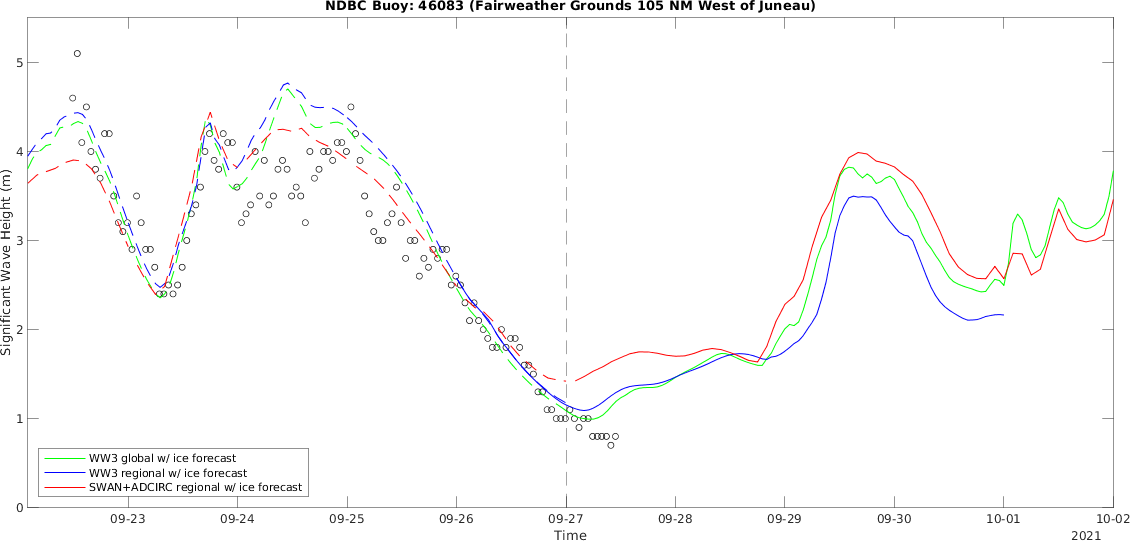 NDBC Buoy: 46083 (Fairweather Grounds 105 NM West of Juneau)
Significant Wave Height (m)
5
4
3
2
1
0
WW3 global w/ ice forecast
WW3 regional w/ ice forecast
SWAN+ADCIRC regional w/ ice forecast
09-23 09-24 09-25 09-26 09-27 09-28 09-29 09-30 10-01 10-02
Time
2021